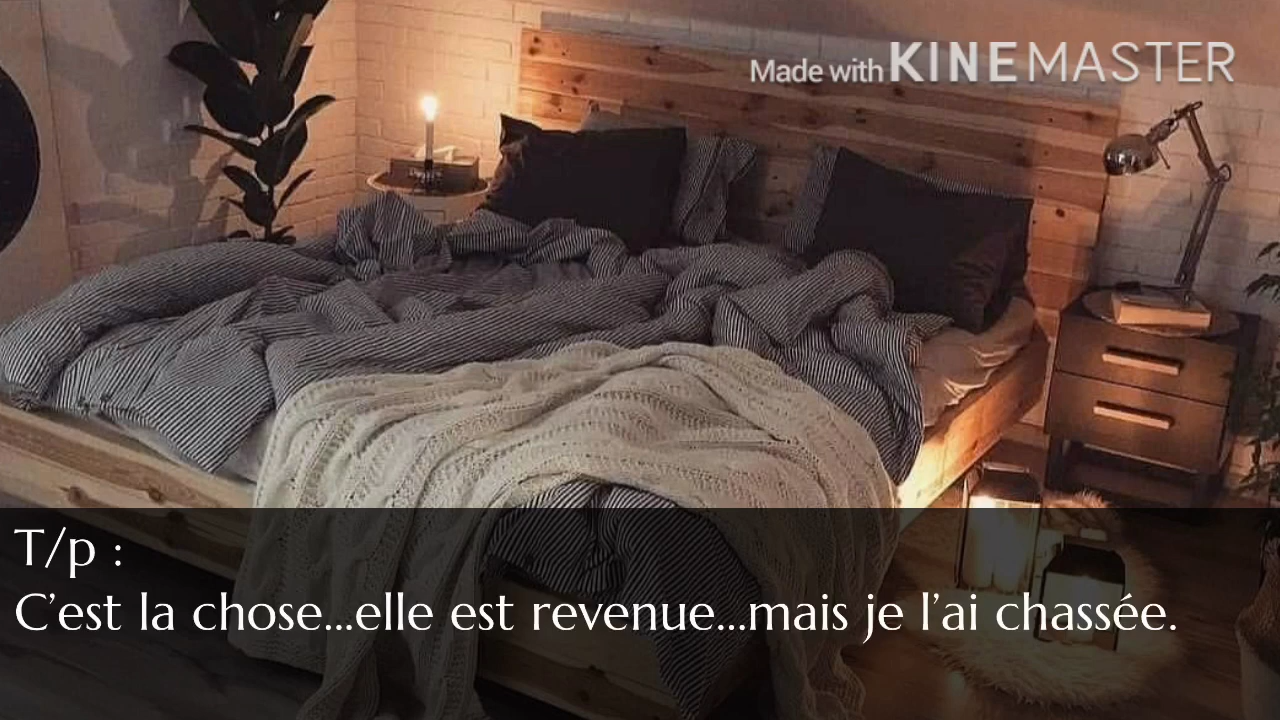 Made with KINEMASTER
T/p :
C’est la chose...elle est revenue...mais je l’ai chassée.